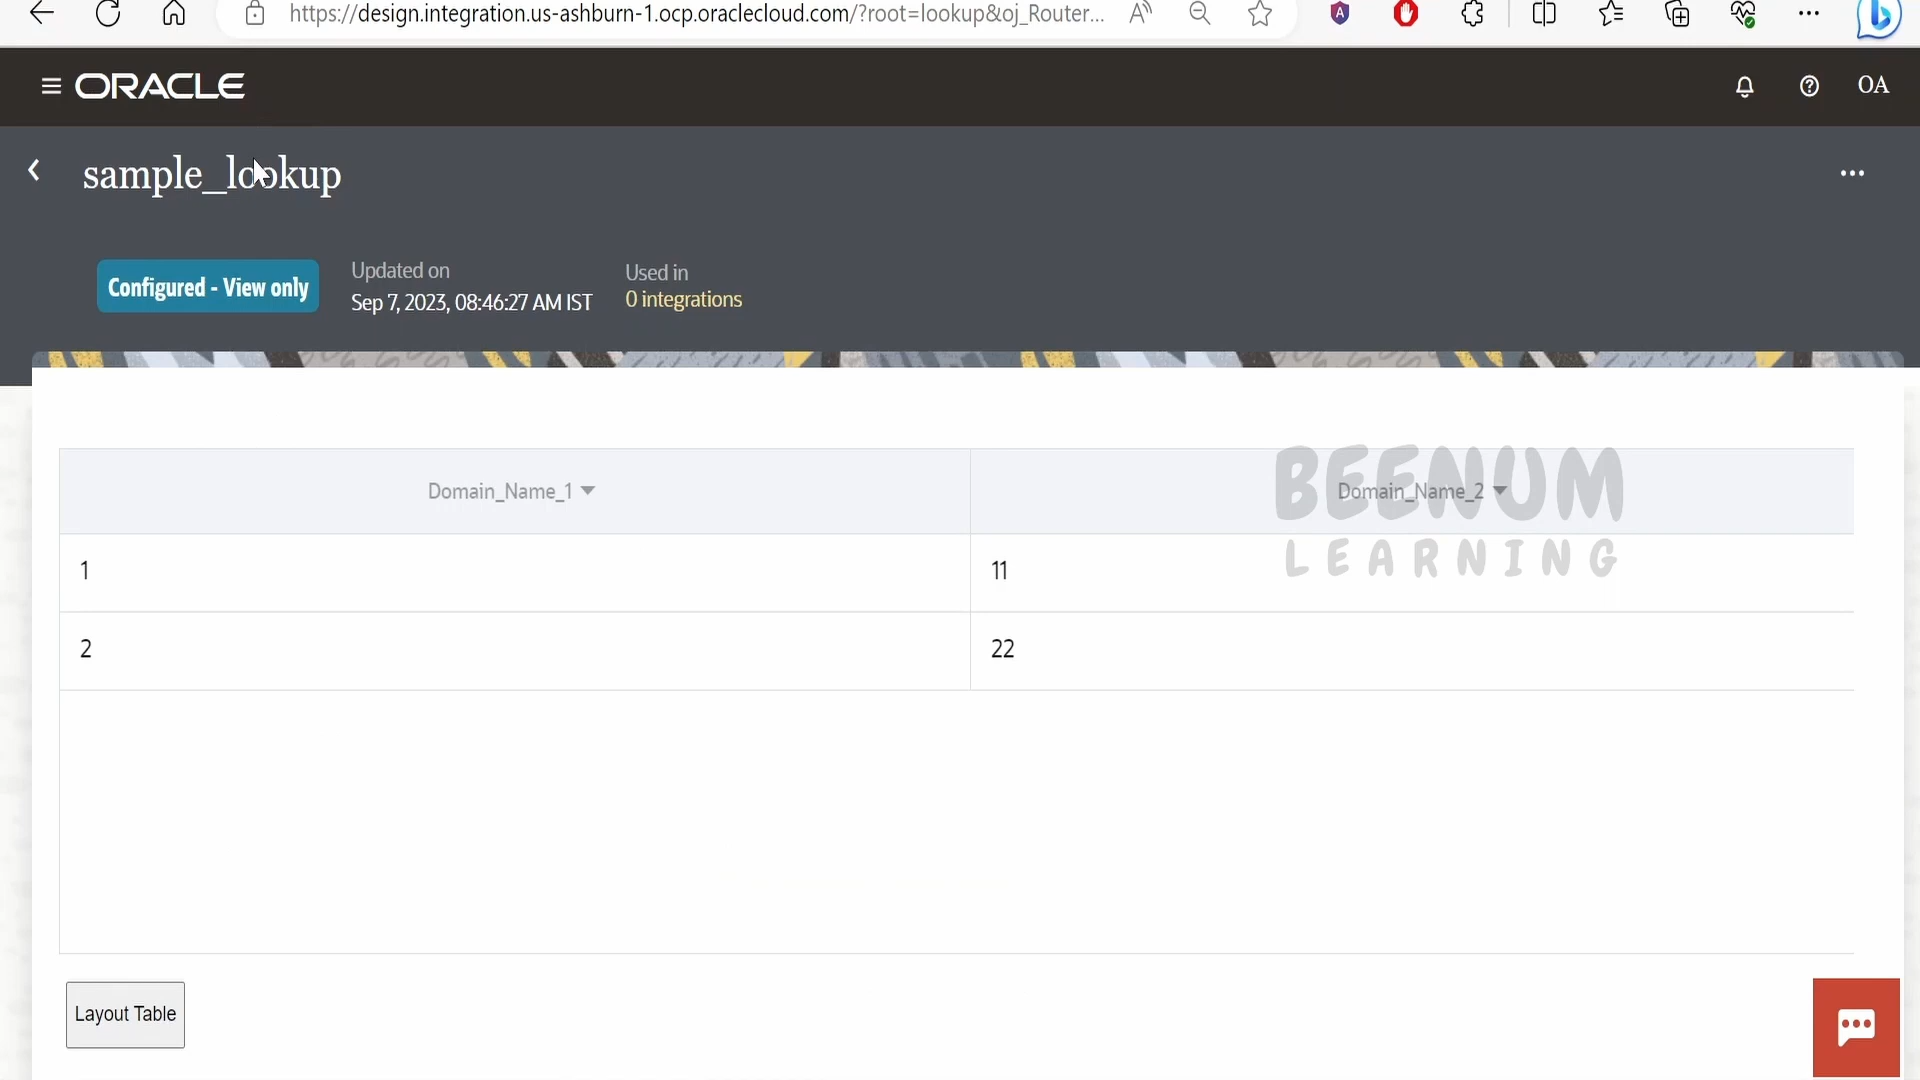 https://design.integration.us-ashburn-1.ocp.oraclecloud.com/?root=lookup&oj_Router...
ORACLE
OA
sample_lookup
Configured - View only
Updated on
Sep 7, 2023, 08:46:27 AM IST
Used in
0 integrations
Domain_Name_1 Domain_Name_2
BEENUM
LEARNING
1 11
2 22
Layout Table